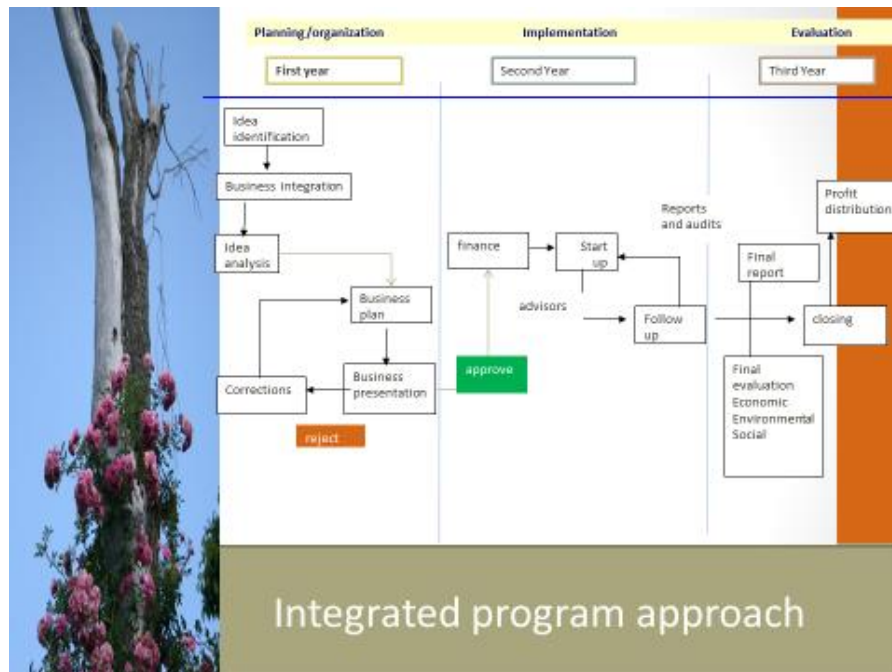 Planning/organization
Implementation
Evaluation
First year
Second Year
Third Year
Idea
identification
Business Integration
Idea
analysis
Business
plan
Corrections
Business
presentation
reject
approve
finance
Start
up
advisors
Follow
up
Reports
and audits
Final
report
closing
Profit
distribution
Final
evaluation
Economic
Environmental
Social
Integrated program approach